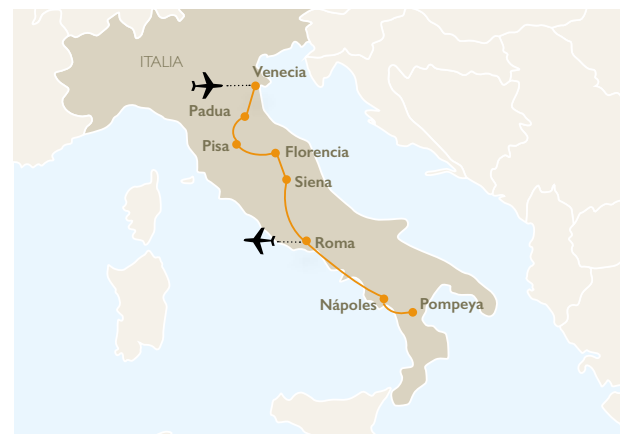 ITALIA
Venecia
Padua
Pisa
Florencia
Siena
Roma
Nápoles
Pompeya